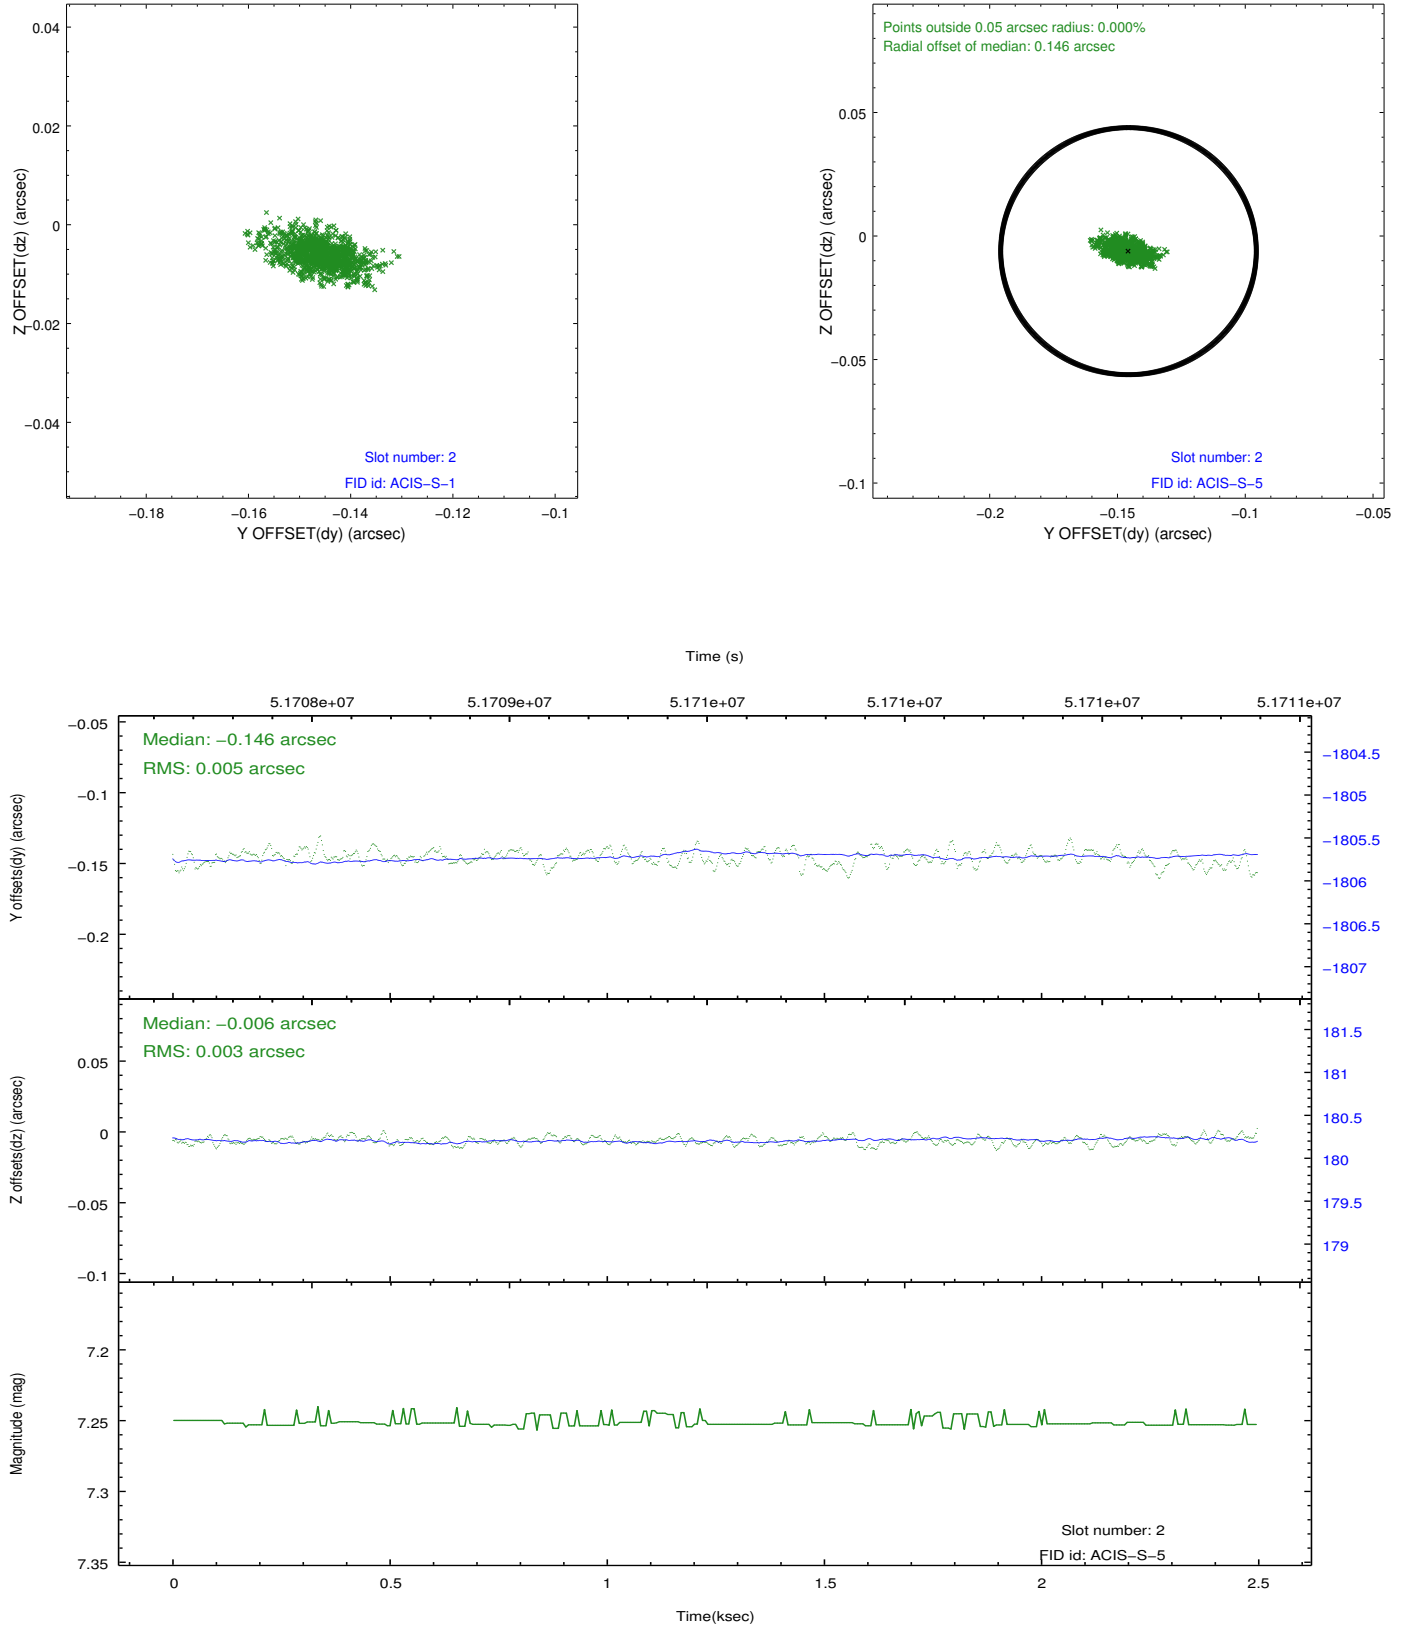 0.04
0.02
0
−0.02
−0.04
Z OFFSET(dz) (arcsec)
Slot number: 2
FID id: ACIS−S−1
−0.18
−0.16
−0.14
−0.12
−0.1
Y OFFSET(dy) (arcsec)
Points outside 0.05 arcsec radius: 0.000%
Radial offset of median: 0.146 arcsec
0.05
0
−0.05
−0.1
Z OFFSET(dz) (arcsec)
Slot number: 2
FID id: ACIS−S−5
−0.2
−0.15
−0.1
−0.05
Y OFFSET(dy) (arcsec)
Time (s)
5.1708e+07
5.1709e+07
5.171e+07
5.171e+07
5.171e+07
5.1711e+07
Median: −0.146 arcsec
RMS: 0.005 arcsec
−0.05
−0.1
−0.15
−0.2
Y offsets(dy) (arcsec)
−1804.5
−1805
−1805.5
−1806
−1806.5
−1807
Median: −0.006 arcsec
RMS: 0.003 arcsec
0.05
0
−0.05
−0.1
Z offsets(dz) (arcsec)
181.5
181
180.5
180
179.5
179
7.2
7.25
7.3
7.35
Magnitude (mag)
Slot number: 2
FID id: ACIS−S−5
0
0.5
1
1.5
2
2.5
Time(ksec)